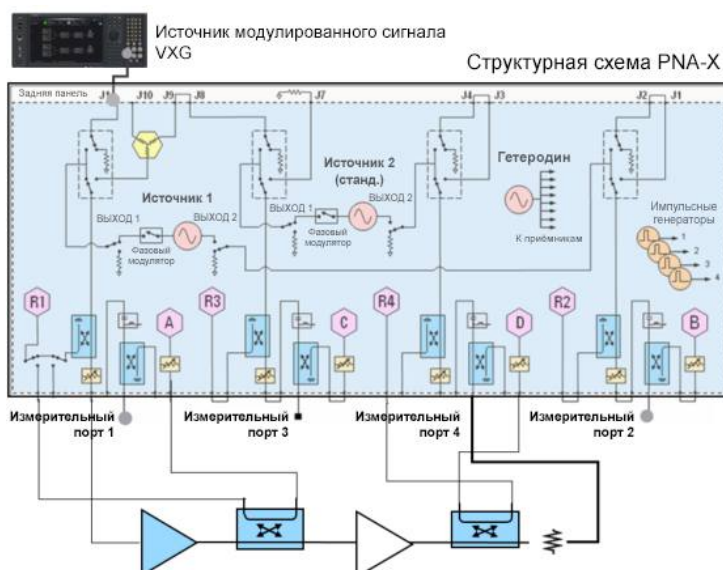 Источник модулированного сигнала
VXG
Структурная схема PNA-X
Задняя панель
J10 J9 J8 J7 J4 J3 J2 J1
Источник 1
Источник 2
(станд.)
Гетеродин
Импульсные
генераторы
ВЫХОД 1
ВЫХОД 2
Фазовый
модулятор
ВЫХОД 1
ВЫХОД 2
Фазовый
модулятор
К приёмникам
1
2
3
4
R1 A R3 C R4 D R2 B
Измерительный
порт 1
Измерительный
порт 3
Измерительный
порт 4
Измерительный
порт 2